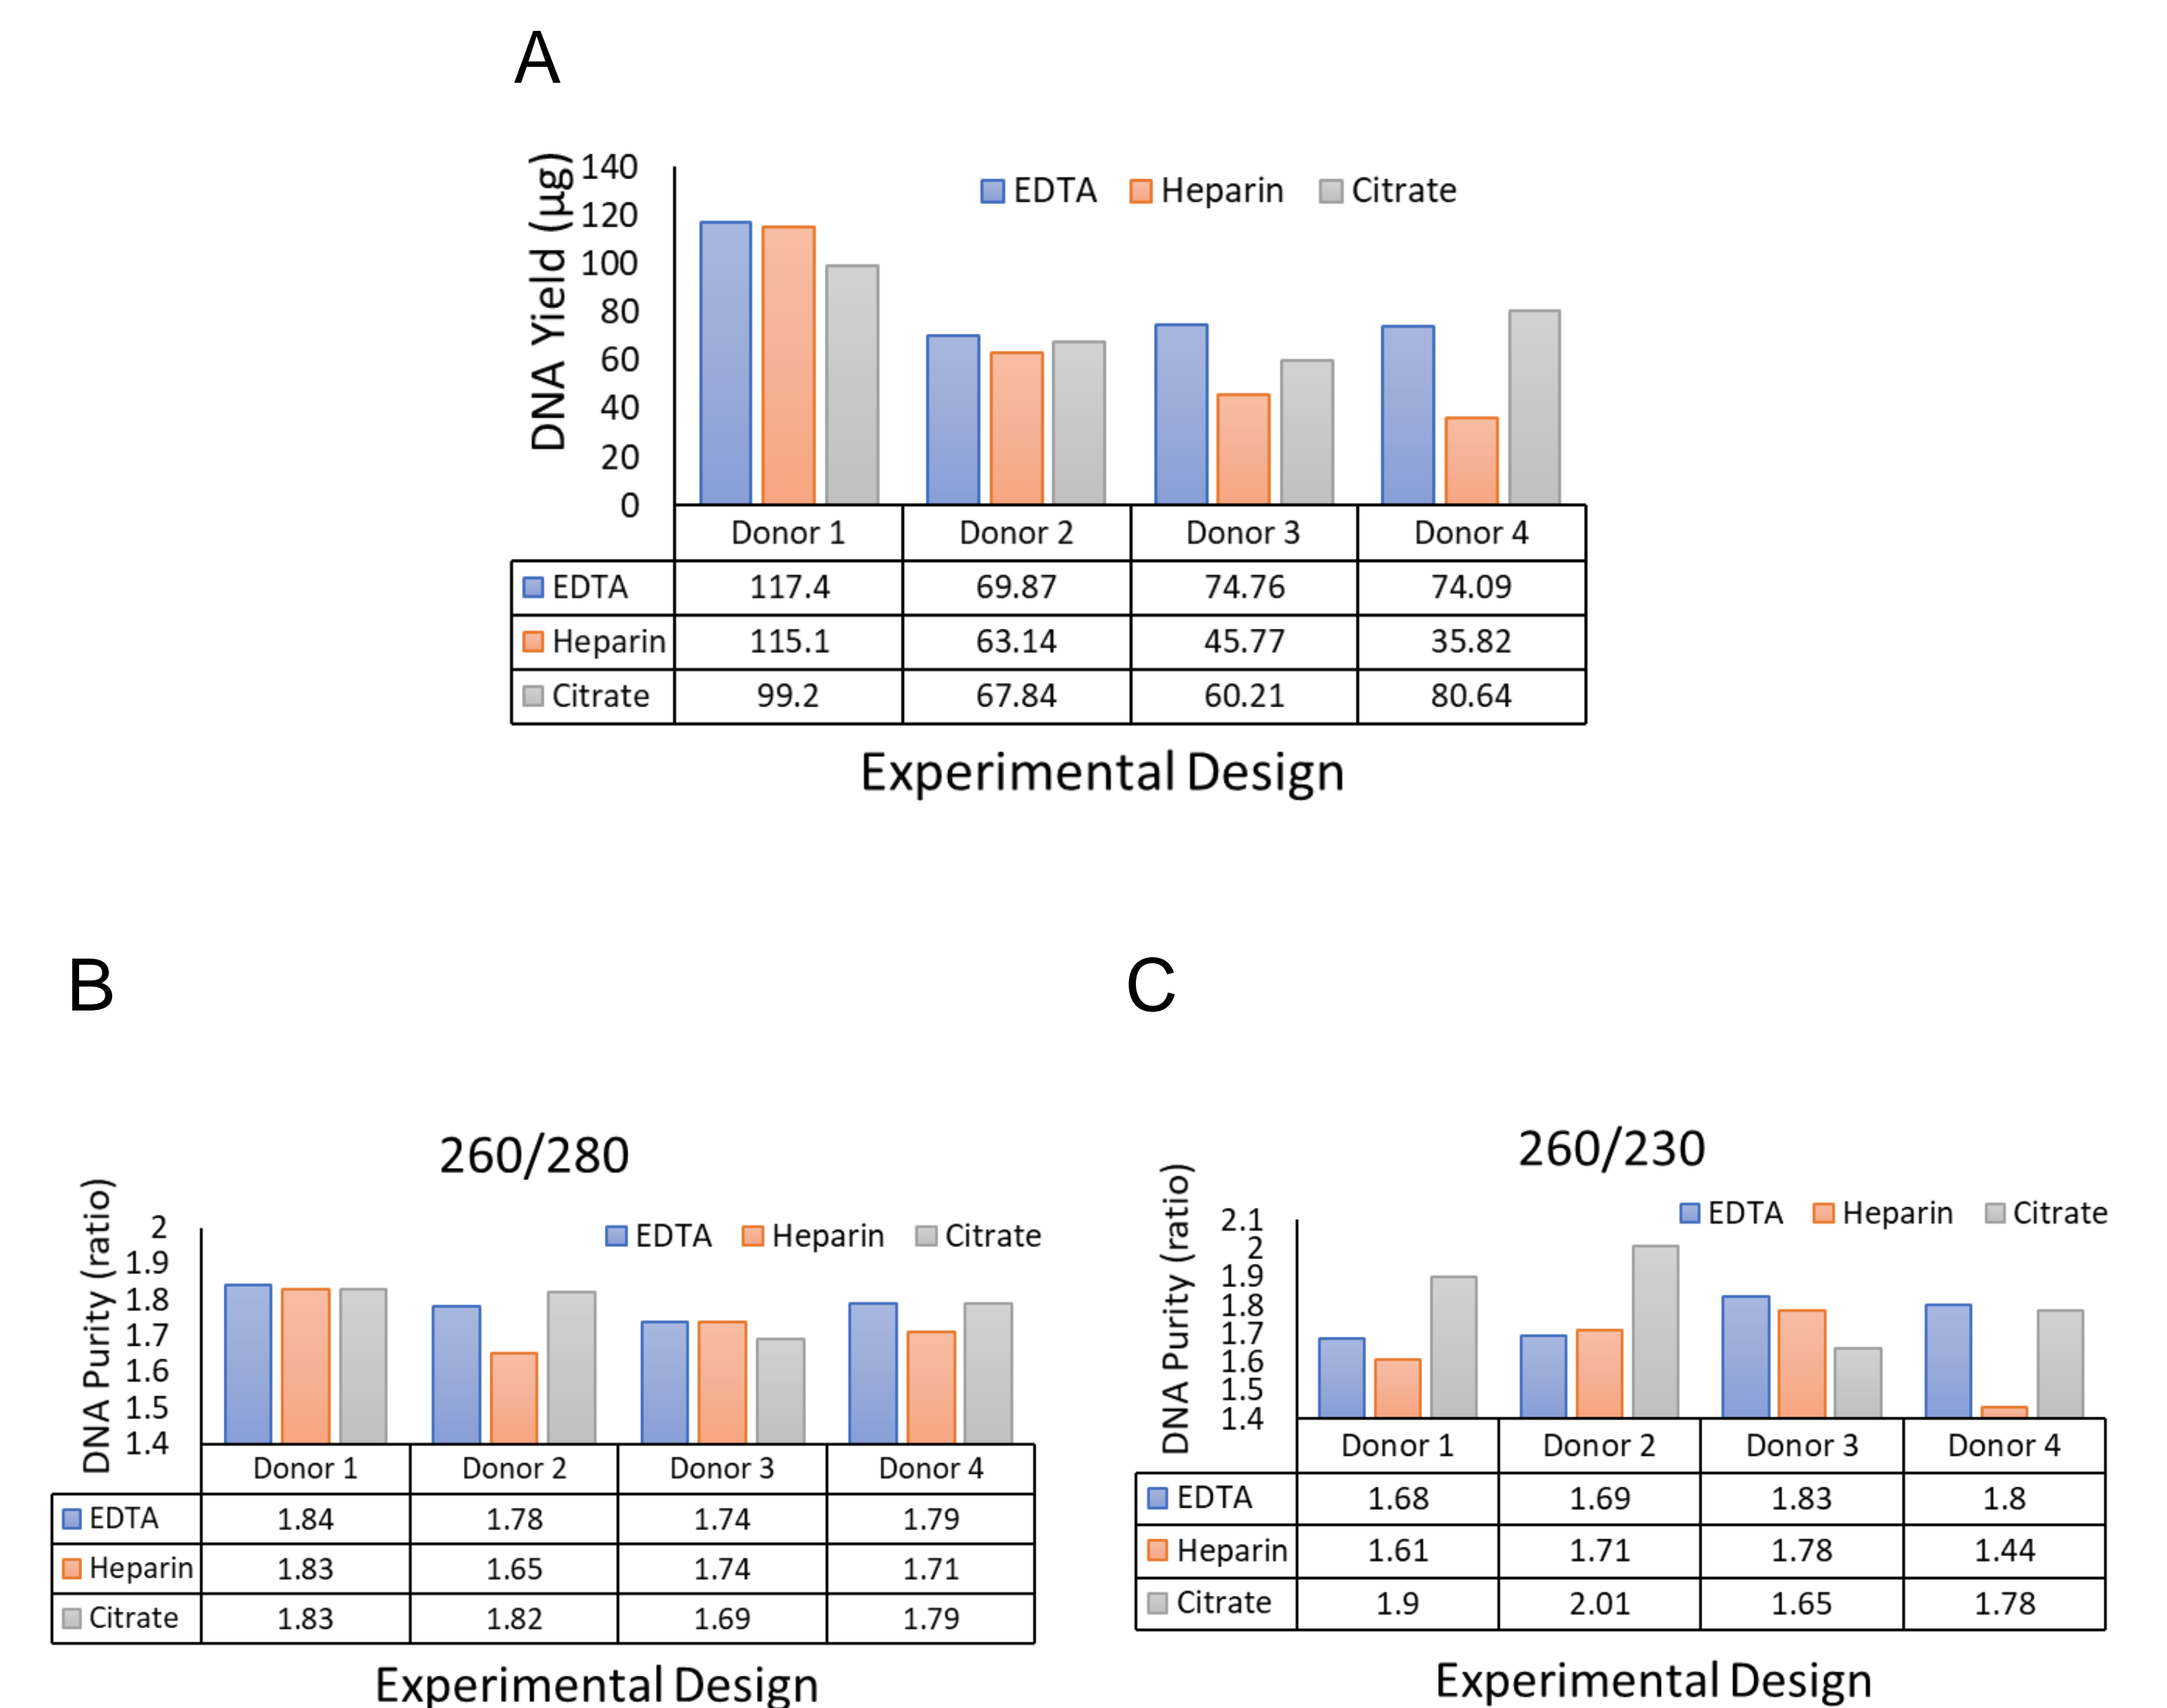 A
DNA Yield (µg)
140
120
100
80
60
40
20
0
EDTA Heparin Citrate
Donor 1 Donor 2 Donor 3 Donor 4
EDTA 117.4 69.87 74.76 74.09
Heparin 115.1 63.14 45.77 35.82
Citrate 99.2 67.84 60.21 80.64
Experimental Design
B
260/280
DNA Purity (ratio)
2
1.9
1.8
1.7
1.6
1.5
1.4
EDTA Heparin Citrate
Donor 1 Donor 2 Donor 3 Donor 4
EDTA 1.84 1.78 1.74 1.79
Heparin 1.83 1.65 1.74 1.71
Citrate 1.83 1.82 1.69 1.79
Experimental Design
C
260/230
DNA Purity (ratio)
2.1
2
1.9
1.8
1.7
1.6
1.5
1.4
EDTA Heparin Citrate
Donor 1 Donor 2 Donor 3 Donor 4
EDTA 1.68 1.69 1.83 1.8
Heparin 1.61 1.71 1.78 1.44
Citrate 1.9 2.01 1.65 1.78
Experimental Design